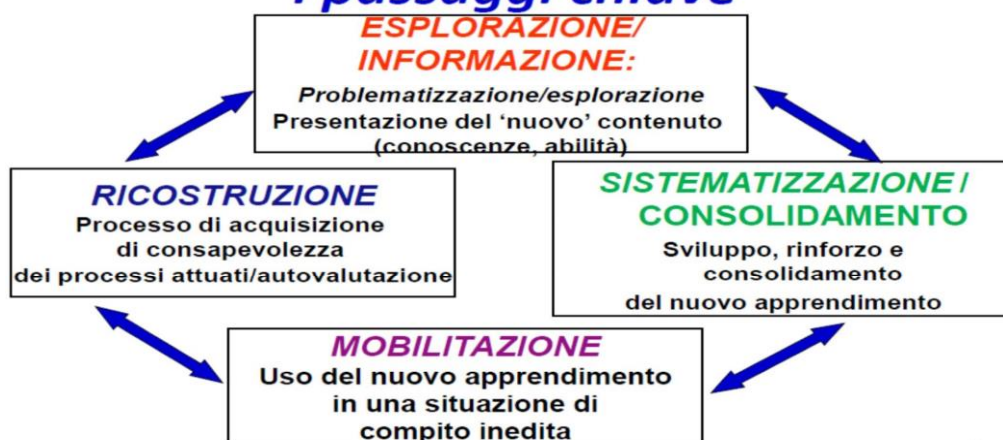 I passaggi chiave
ESPLORAZIONE/
INFORMAZIONE:
Problematizzazione/esplorazione
Presentazione del ‘nuovo’ contenuto
(conoscenze, abilità)
RICOSTRUZIONE
Processo di acquisizione
di consapevolezza
dei processi attuati/autovalutazione
SISTEMATIZZAZIONE/
CONSOLIDAMENTO
Sviluppo, rinforzo e
consolidamento
del nuovo apprendimento
MOBILITAZIONE
Uso del nuovo apprendimento
in una situazione di
compito inedita